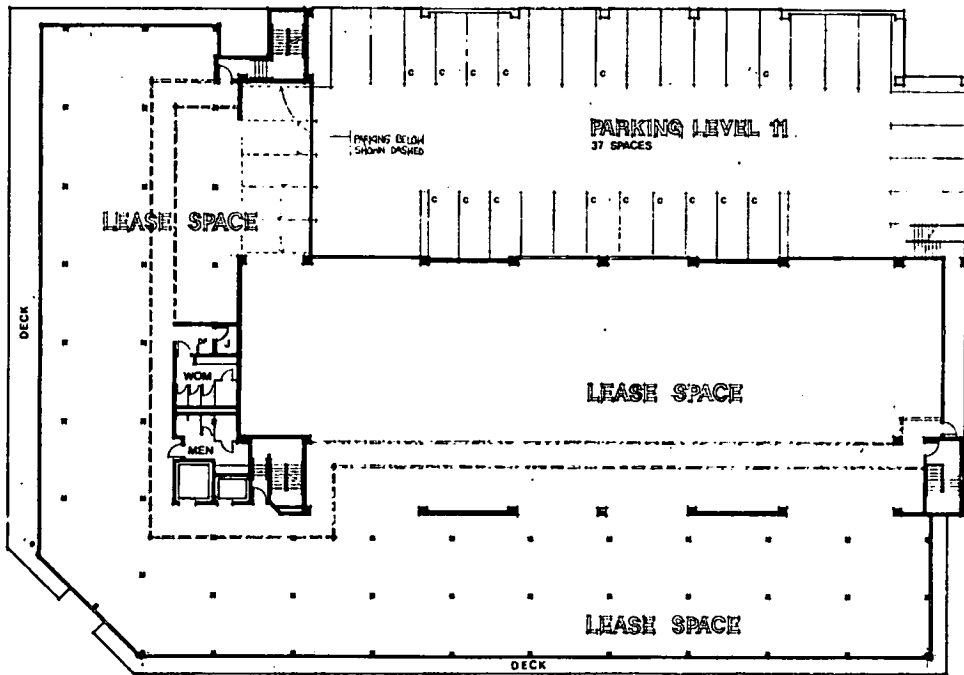 C C C C C C
PARKING LEVEL 11
37 SPACES
PARKING BELOW
SHOWN DASHED
C C C C C C C C C
LEASE SPACE
DECK
WOM
LEASE SPACE
MEN
LEASE SPACE
DECK